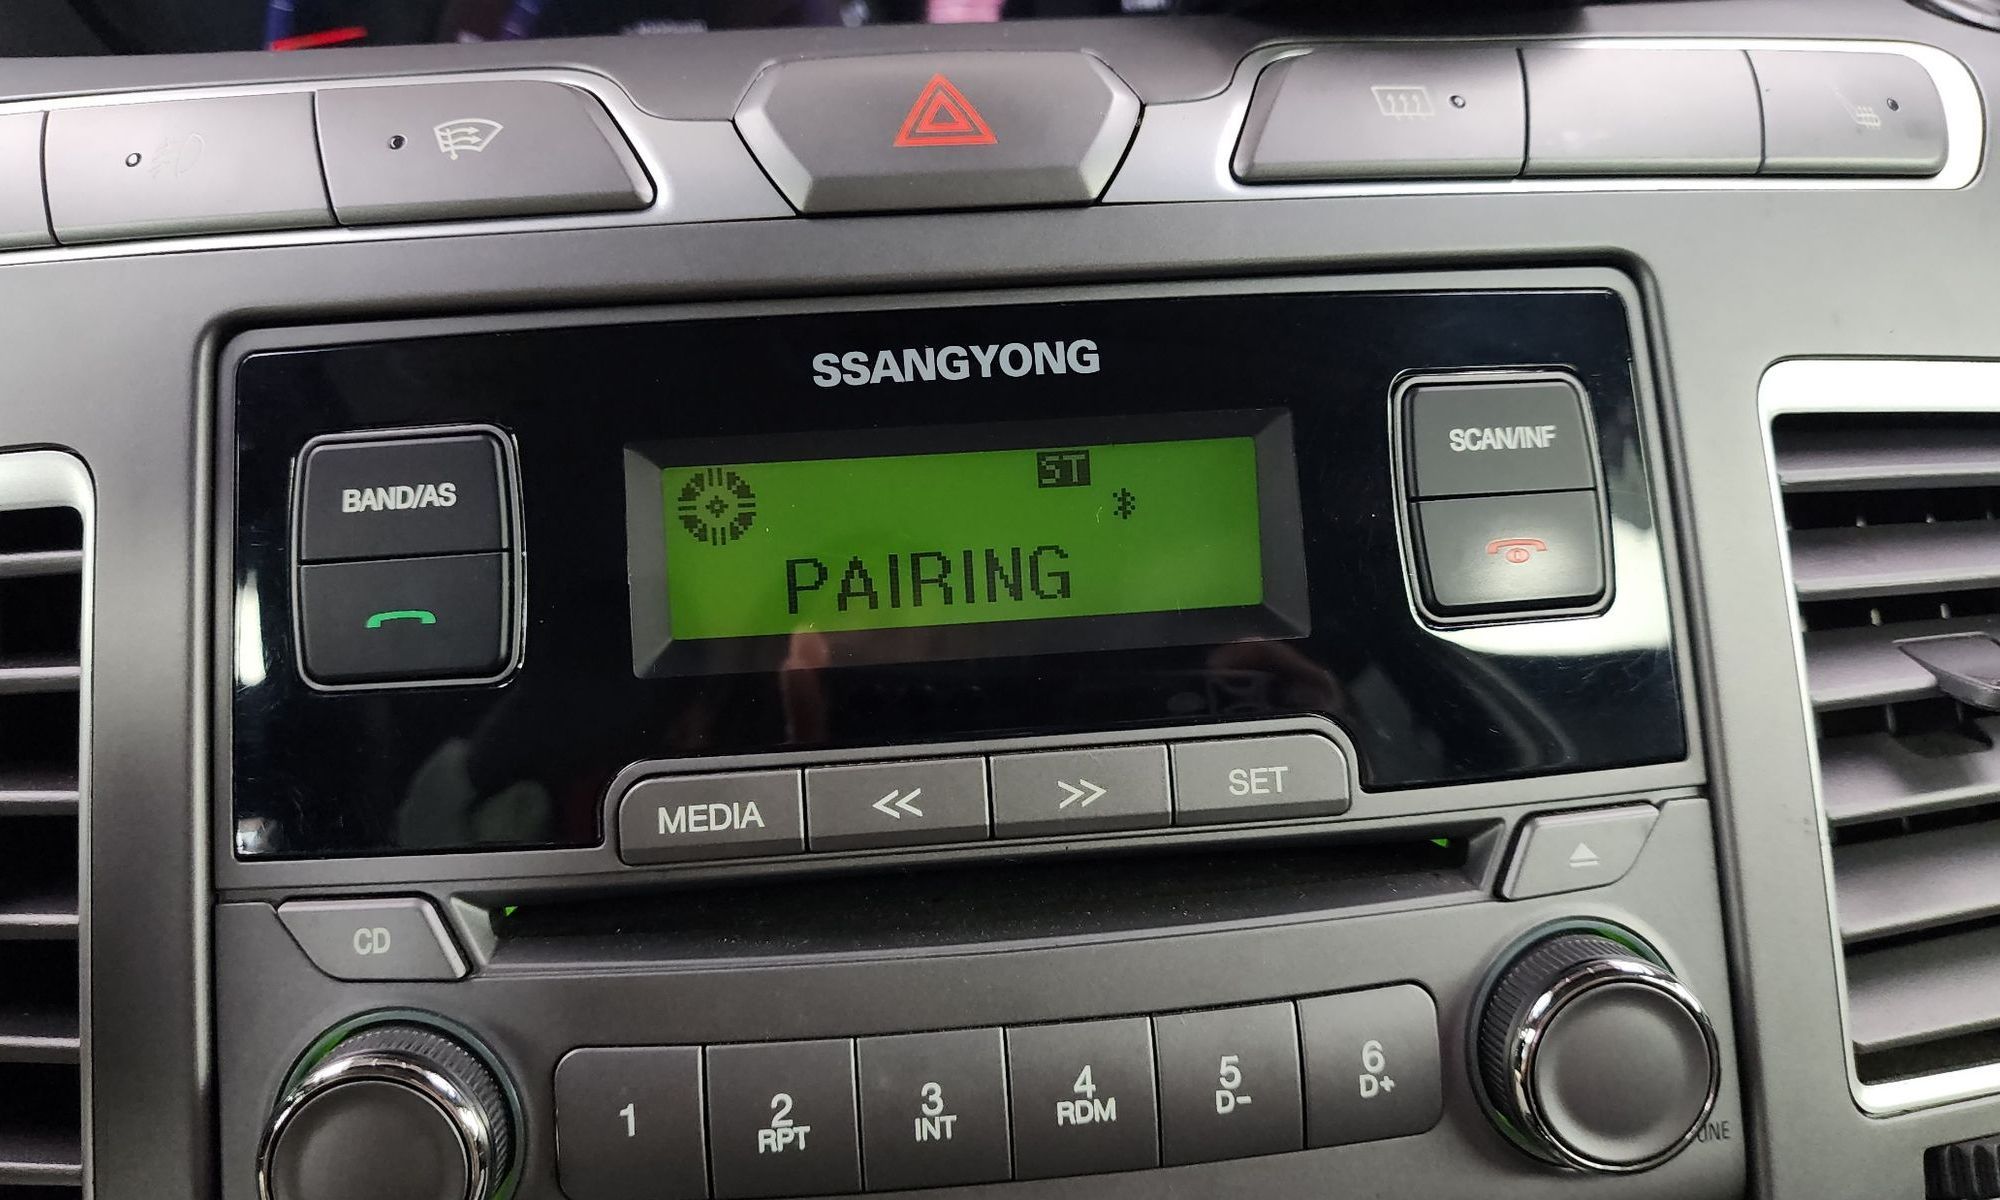 SSANGYONG
BAND/AS
SCAN/INF
ST
PAIRING
MEDIA
<<
>>
SET
CD
1
2
RPT
3
INT
4
RDM
5
D-
6
D+